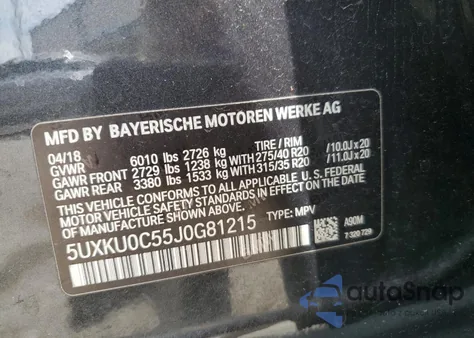 MFD BY BAYERISCHE MOTOREN WERKE AG
04/18 TIRE / RIM
GVWR 6010 lbs 2726 kg
GAWR FRONT 2729 lbs 1238 kg WITH 275/40 R20 /10.0J x 20
GAWR REAR 3380 lbs 1533 kg WITH 315/35 R20 /11.0J x 20
THIS VEHICLE CONFORMS TO ALL APPLICABLE U.S. FEDERAL
MOTOR VEHICLE SAFETY STANDARDS IN EFFECT ON THE
DATE OF MANUFACTURE SHOWN ABOVE.
5UXKU0C55J0G81215 TYPE: MPV
A90M
7 320 729
autoSnap